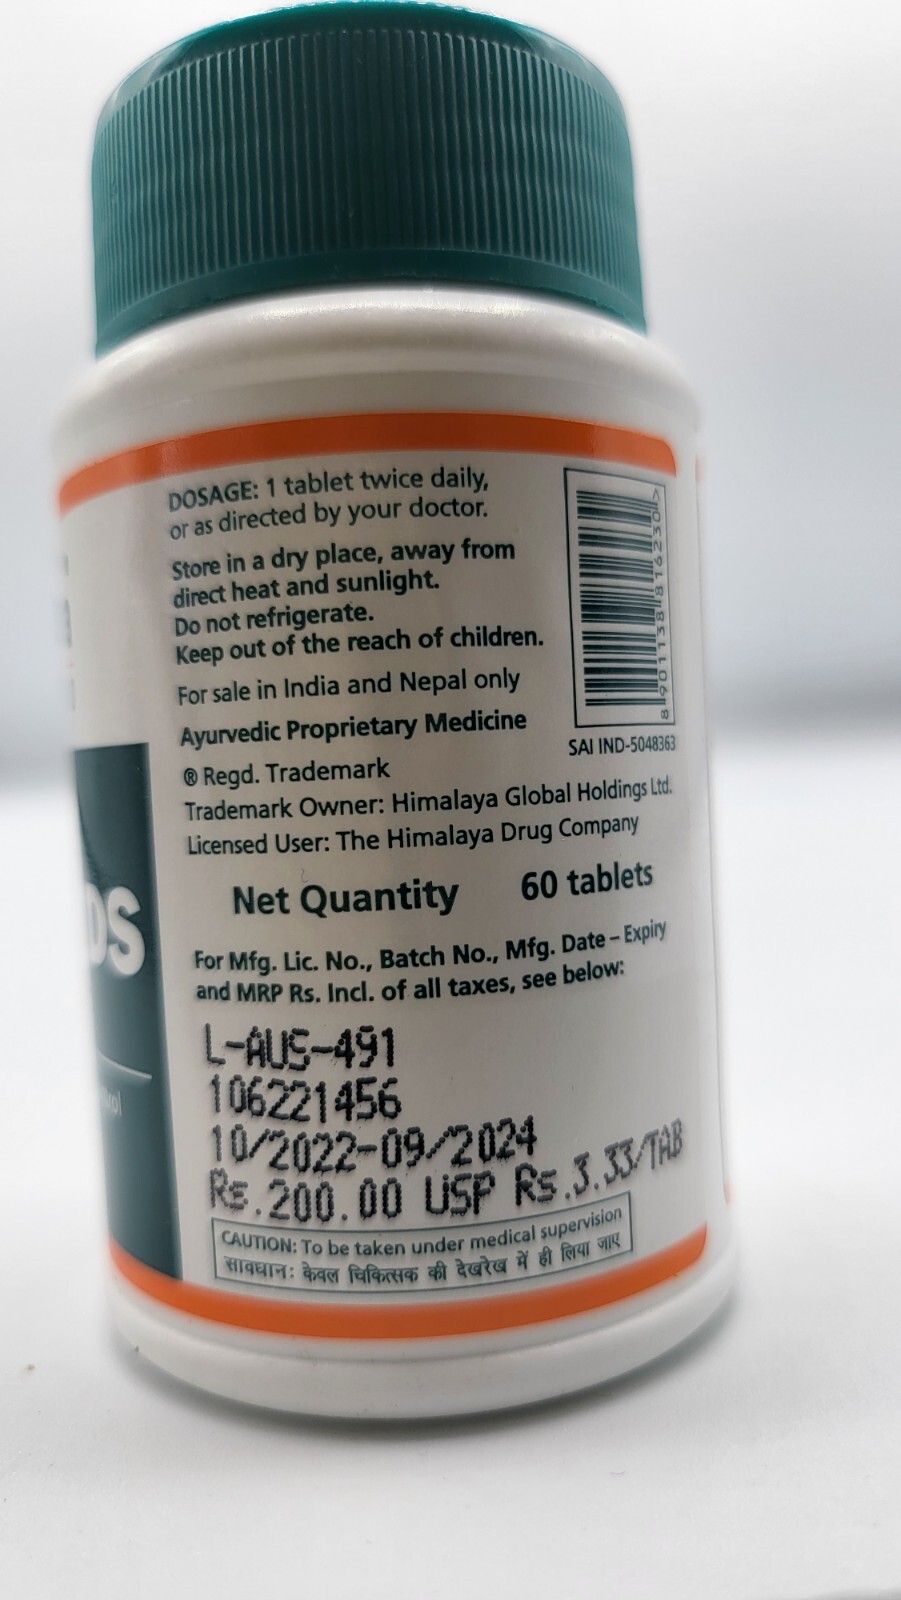 DOSAGE: 1 tablet twice daily,
or as directed by your doctor.
Store in a dry place, away from
direct heat and sunlight.
Do not refrigerate.
Keep out of the reach of children.
For sale in India and Nepal only
Ayurvedic Proprietary Medicine
® Regd. Trademark
Trademark Owner: Himalaya Global Holdings Ltd.
Licensed User: The Himalaya Drug Company
8 901138 816230 >
SAI IND-5048363
Net Quantity 60 tablets
For Mfg. Lic. No., Batch No., Mfg. Date – Expiry
and MRP Rs. Incl. of all taxes, see below:
L-AUS-491
106221456
10/2022-09/2024
Rs.200.00 USP Rs.3.33/TAB
CAUTION: To be taken under medical supervision
सावधान: केवल चिकित्सक की देखरेख में ही लिया जाए
DS